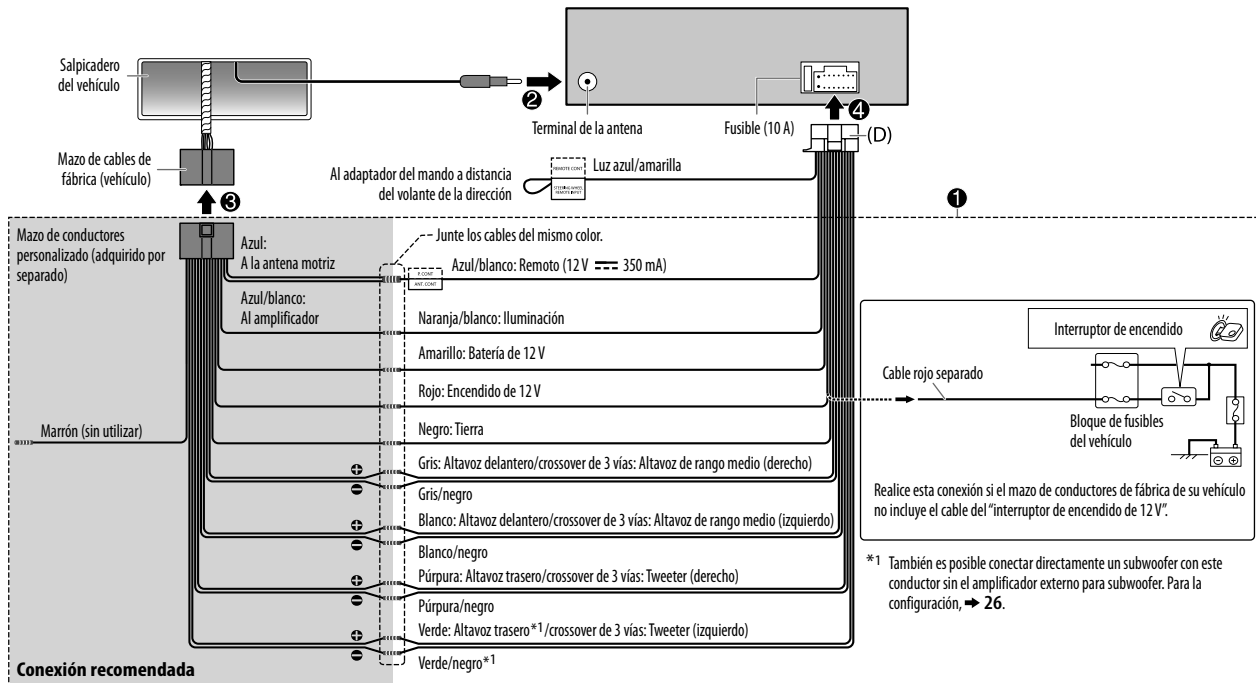 Salpicadero
del vehículo
❷
Terminal de la antena
Fusible (10 A)
❹
(D)
Mazo de cables de
fábrica (vehículo)
❸
Al adaptador del mando a distancia
del volante de la dirección
REMOTE CONT
STEERING WHEEL
REMOTE INPUT
Luz azul/amarilla
❶
Mazo de conductores
personalizado (adquirido por
separado)
Azul:
A la antena motriz
Junte los cables del mismo color.
P. CONT
ANT. CONT
Azul/blanco: Remoto (12 V ⎓ 350 mA)
Azul/blanco:
Al amplificador
Naranja/blanco: Iluminación
Amarillo: Batería de 12 V
Rojo: Encendido de 12 V
Marrón (sin utilizar)
Negro: Tierra
⊕ Gris: Altavoz delantero/crossover de 3 vías: Altavoz de rango medio (derecho)
⊖ Gris/negro
⊕ Blanco: Altavoz delantero/crossover de 3 vías: Altavoz de rango medio (izquierdo)
⊖ Blanco/negro
⊕ Púrpura: Altavoz trasero/crossover de 3 vías: Tweeter (derecho)
⊖ Púrpura/negro
⊕ Verde: Altavoz trasero*1/crossover de 3 vías: Tweeter (izquierdo)
⊖ Verde/negro*1
Conexión recomendada
Interruptor de encendido
Cable rojo separado
Bloque de fusibles
del vehículo
⊖ ⊕
Realice esta conexión si el mazo de conductores de fábrica de su vehículo
no incluye el cable del "interruptor de encendido de 12 V".
*1 También es posible conectar directamente un subwoofer con este
conductor sin el amplificador externo para subwoofer. Para la
configuración, ➜ 26.